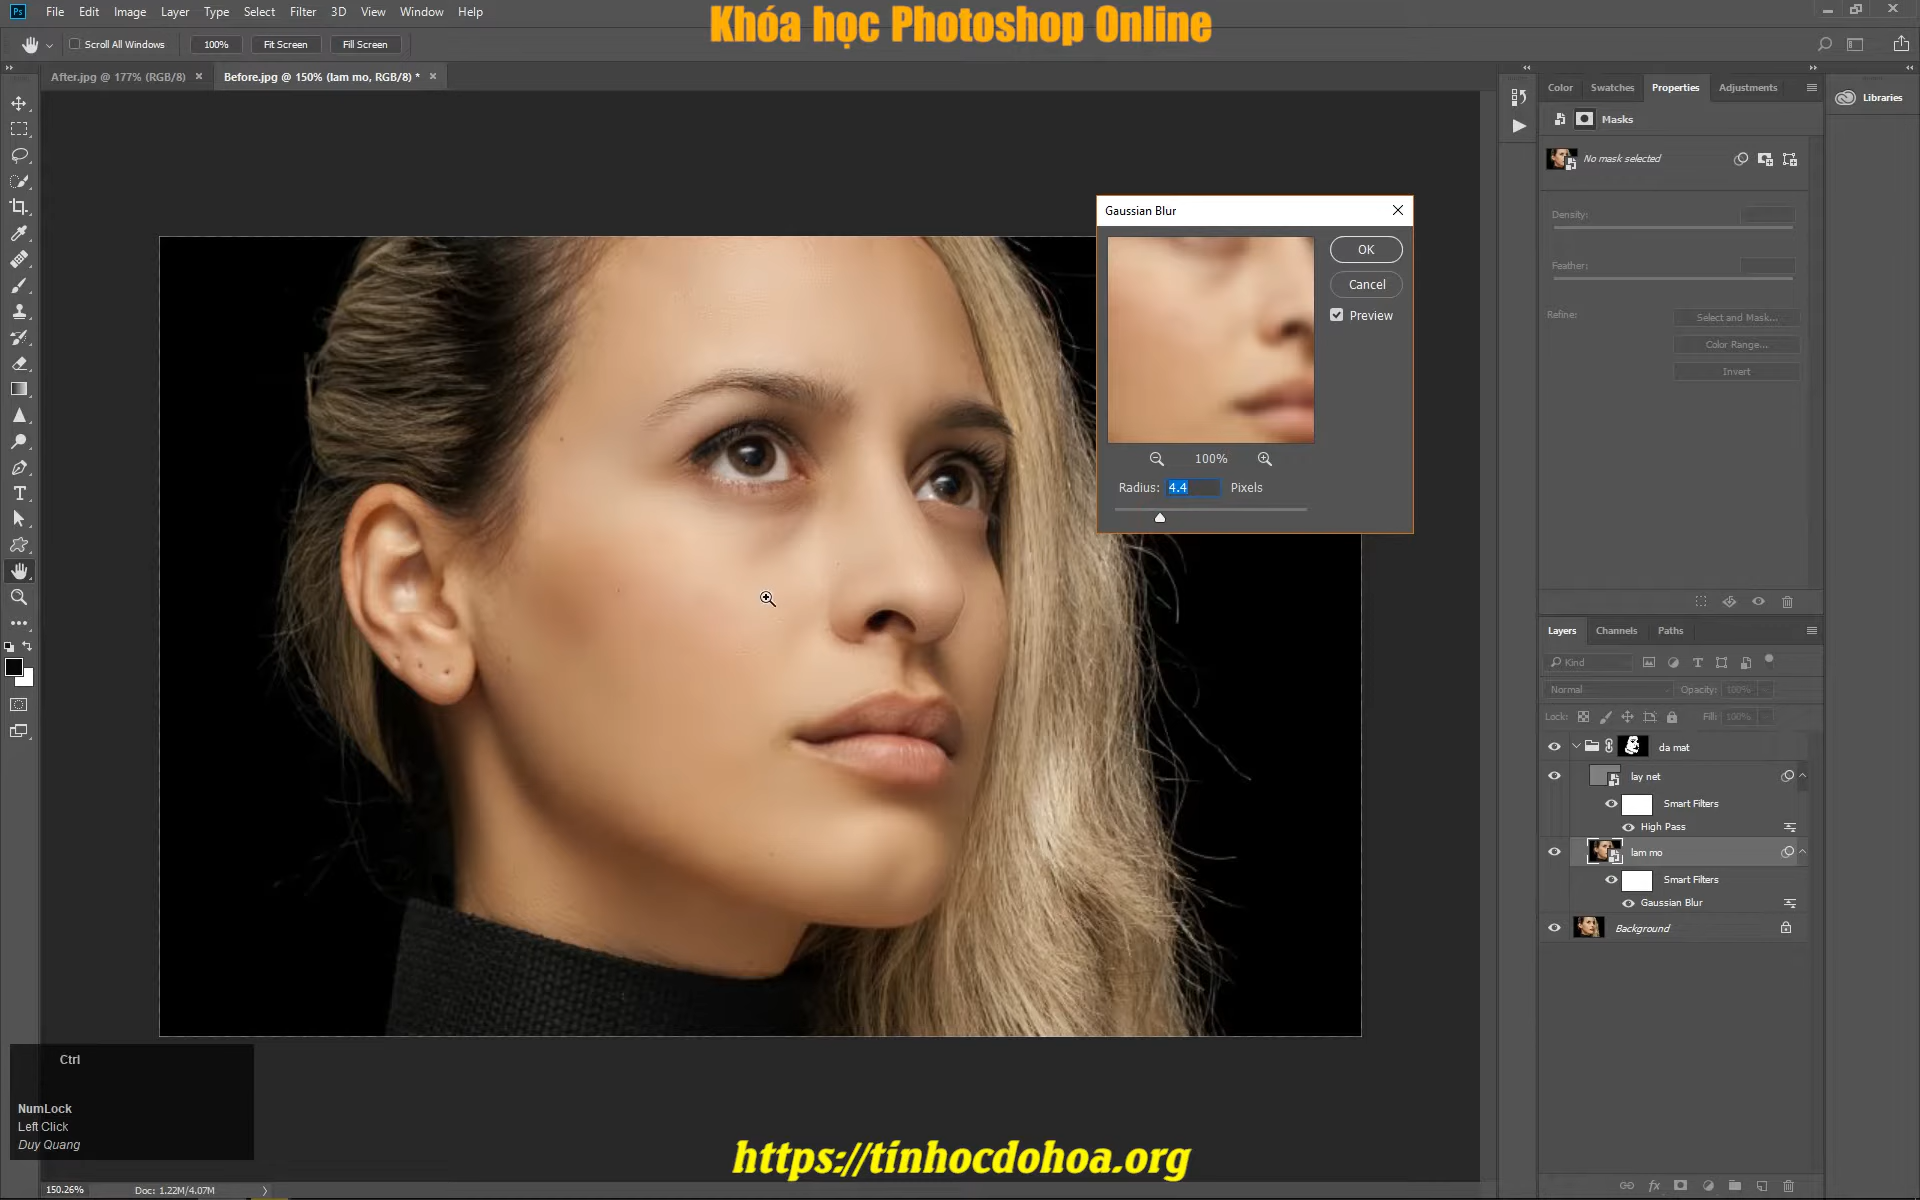 Ps File Edit Image Layer Type Select Filter 3D View Window Help
Khóa học Photoshop Online
Scroll All Windows 100% Fit Screen Fill Screen
After.jpg @ 177% (RGB/8) × Before.jpg @ 150% (lam mo, RGB/8) * ×
Color Swatches Properties Adjustments
Libraries
Masks
No mask selected
Density:
Feather:
Refine: Select and Mask...
Color Range...
Invert
Gaussian Blur
OK
Cancel
Preview
100%
Radius: 4.4 Pixels
Layers Channels Paths
Kind
Normal Opacity: 100%
Lock: Fill: 100%
da mat
lay net
Smart Filters
High Pass
lam mo
Smart Filters
Gaussian Blur
Background
Ctrl
NumLock
Left Click
Duy Quang
https://tinhocdohoa.org
150.26% Doc: 1.22M/4.07M